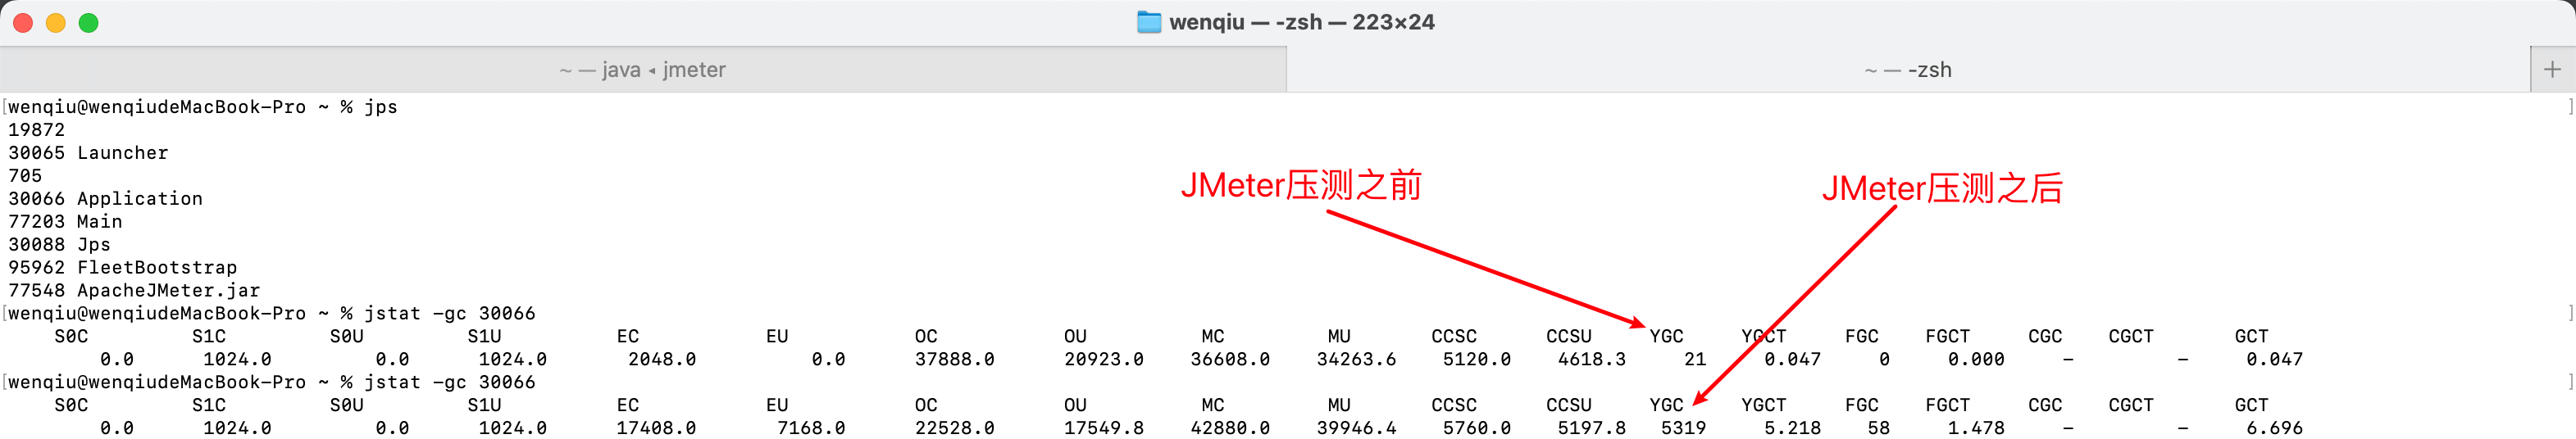 wenqiu — -zsh — 223×24
~ — java ◂ jmeter
~ — -zsh
+
[wenqiu@wenqiudeMacBook-Pro ~ % jps ]
19872
30065 Launcher
705
30066 Application
77203 Main
30088 Jps
95962 FleetBootstrap
77548 ApacheJMeter.jar
JMeter压测之前
JMeter压测之后
[wenqiu@wenqiudeMacBook-Pro ~ % jstat -gc 30066 ]
S0C S1C S0U S1U EC EU OC OU MC MU CCSC CCSU YGC YGCT FGC FGCT CGC CGCT GCT
0.0 1024.0 0.0 1024.0 2048.0 0.0 37888.0 20923.0 36608.0 34263.6 5120.0 4618.3 21 0.047 0 0.000 - - 0.047
[wenqiu@wenqiudeMacBook-Pro ~ % jstat -gc 30066 ]
S0C S1C S0U S1U EC EU OC OU MC MU CCSC CCSU YGC YGCT FGC FGCT CGC CGCT GCT
0.0 1024.0 0.0 1024.0 17408.0 7168.0 22528.0 17549.8 42880.0 39946.4 5760.0 5197.8 5319 5.218 58 1.478 - - 6.696